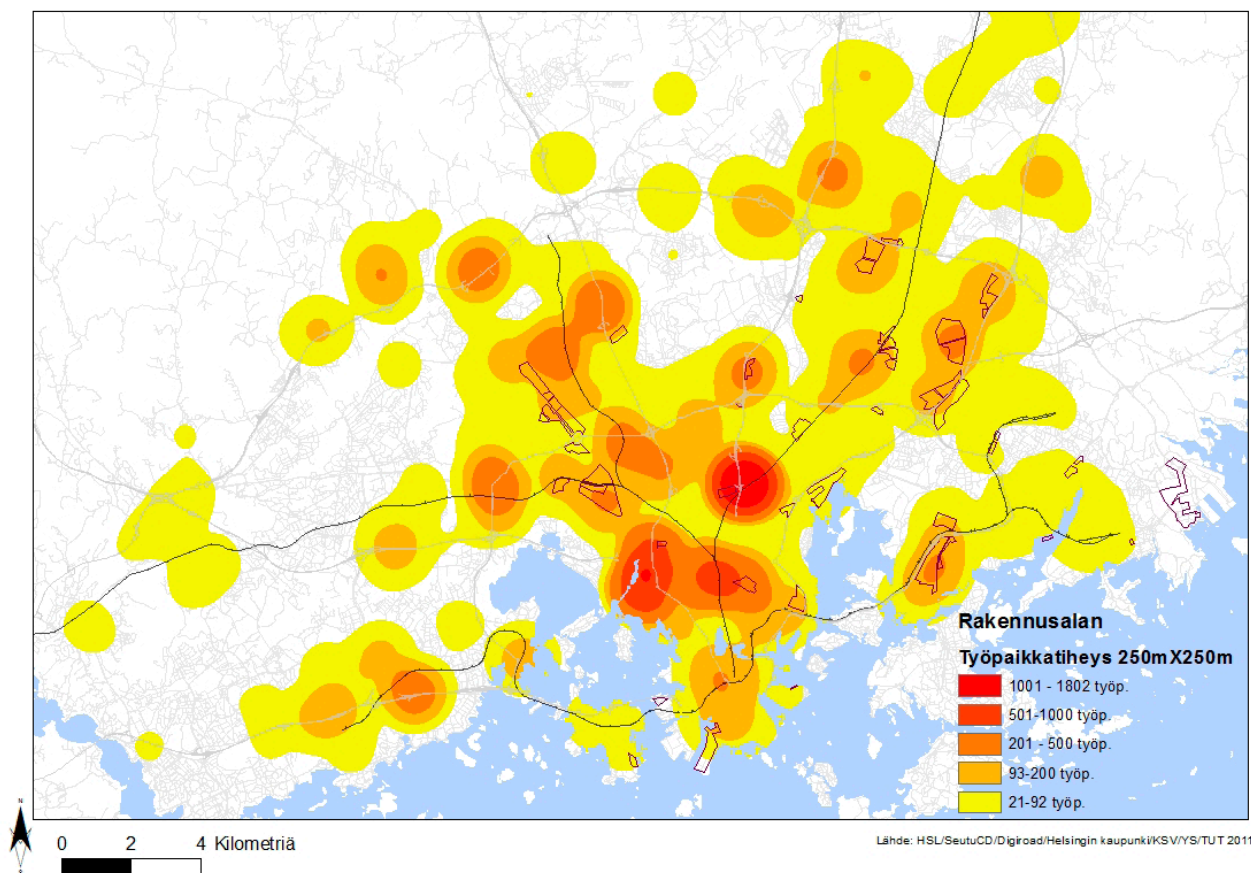 Rakennusalan
Työpaikkatiheys 250mX250m
1001 - 1802 työp.
501-1000 työp.
201 - 500 työp.
93-200 työp.
21-92 työp.
N
S
0 2 4 Kilometriä
Lähde: HSL/SeutuCD/Digiroad/Helsingin kaupunki/KSV/YS/TUT 2011